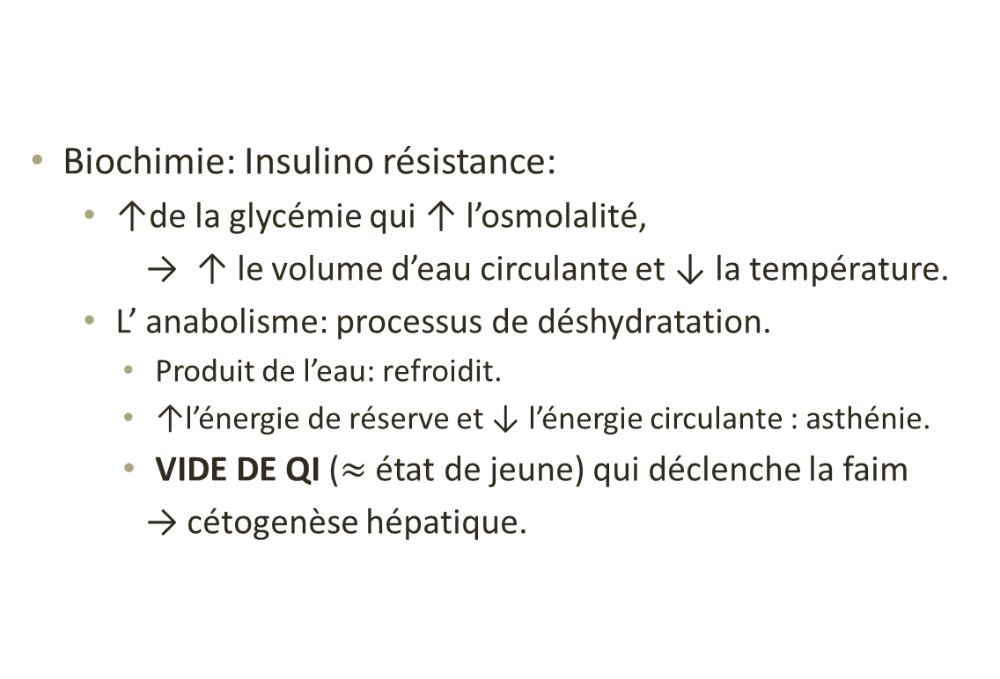 • Biochimie: Insulino résistance:
• ↑de la glycémie qui ↑ l’osmolalité,
→ ↑ le volume d’eau circulante et ↓ la température.
• L’ anabolisme: processus de déshydratation.
• Produit de l’eau: refroidit.
• ↑l’énergie de réserve et ↓ l’énergie circulante : asthénie.
• VIDE DE QI (≈ état de jeune) qui déclenche la faim
→ cétogenèse hépatique.